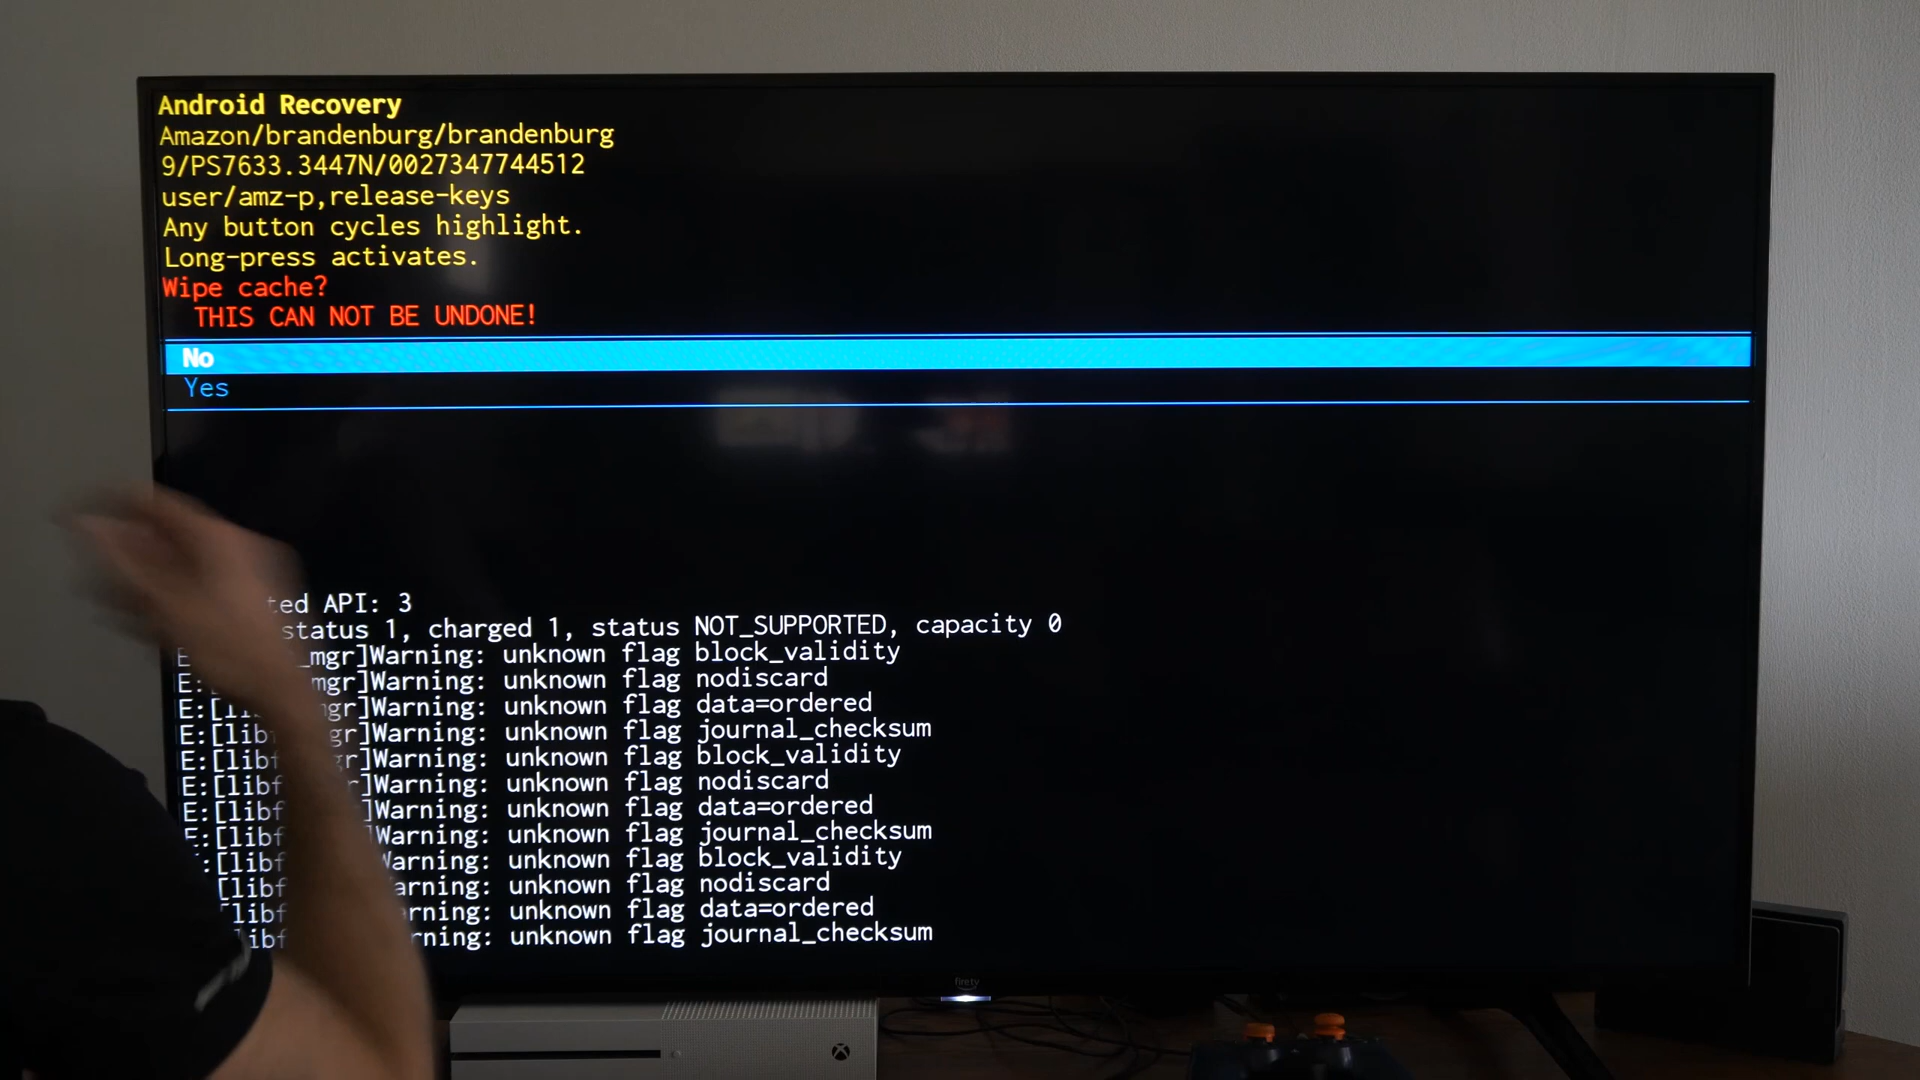 Android Recovery
Amazon/brandenburg/brandenburg
9/PS7633.3447N/0027347744512
user/amz-p,release-keys
Any button cycles highlight.
Long-press activates.
Wipe cache?
THIS CAN NOT BE UNDONE!
No
Yes
ted API: 3
status 1, charged 1, status NOT_SUPPORTED, capacity 0
E _mgr]Warning: unknown flag block_validity
E: mgr]Warning: unknown flag nodiscard
E:[li gr]Warning: unknown flag data=ordered
E:[lib gr]Warning: unknown flag journal_checksum
E:[libf r]Warning: unknown flag block_validity
E:[libf r]Warning: unknown flag nodiscard
E:[libf ]Warning: unknown flag data=ordered
E:[libf ]Warning: unknown flag journal_checksum
:[libf Warning: unknown flag block_validity
[libf arning: unknown flag nodiscard
libf rning: unknown flag data=ordered
libf rning: unknown flag journal_checksum
firetv